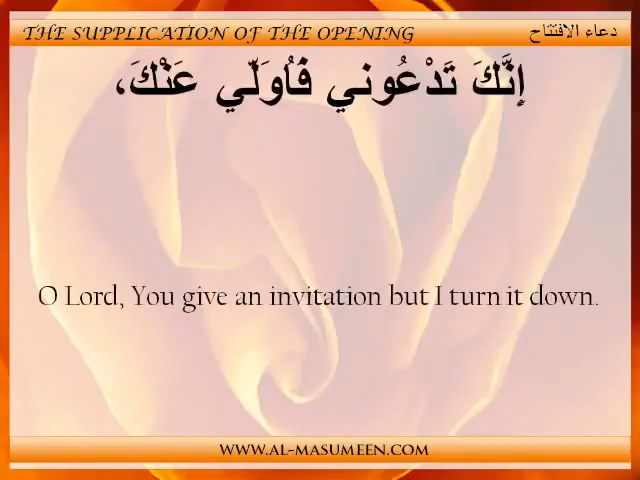 THE SUPPLICATION OF THE OPENING دعاء الافتتاح
إِنَّكَ تَدْعُوني فَاُوَلّي عَنْكَ،
O Lord, You give an invitation but I turn it down.
WWW.AL-MASUMEEN.COM